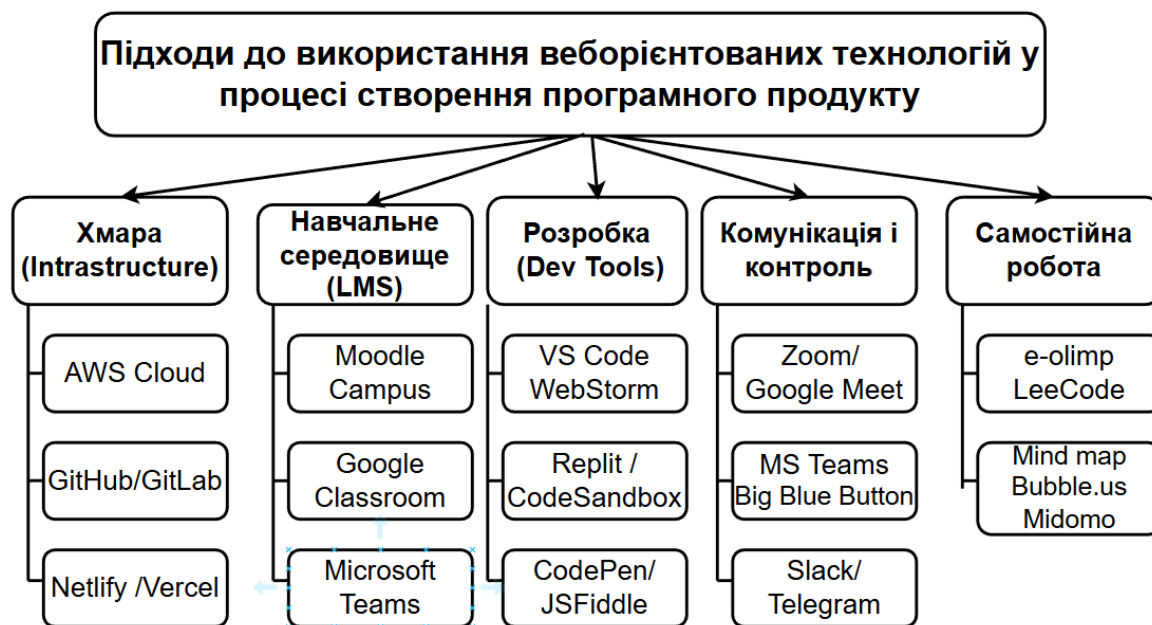 Підходи до використання веборієнтованих технологій у
процесі створення програмного продукту
Хмара
(Intrastructure)
Навчальне
середовище
(LMS)
Розробка
(Dev Tools)
Комунікація і
контроль
Самостійна
робота
AWS Cloud
Moodle
Campus
VS Code
WebStorm
Zoom/
Google Meet
e-olimp
LeeCode
GitHub/GitLab
Google
Classroom
Replit /
CodeSandbox
MS Teams
Big Blue Button
Mind map
Bubble.us
Midomo
Netlify /Vercel
Microsoft
Teams
CodePen/
JSFiddle
Slack/
Telegram